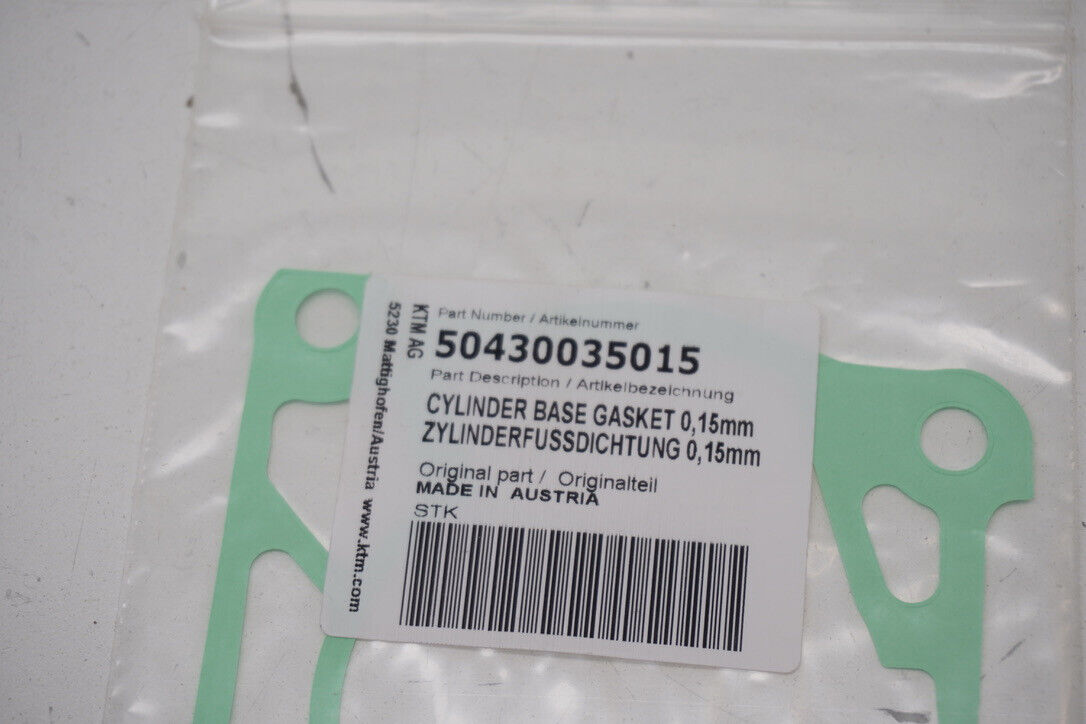 Part Number / Artikelnummer
50430035015
Part Description / Artikelbezeichnung
CYLINDER BASE GASKET 0,15mm
ZYLINDERFUSSDICHTUNG 0,15mm
Original part / Originalteil
MADE IN AUSTRIA
STK
KTM AG
5230 Mattighofen/Austria www.ktm.com